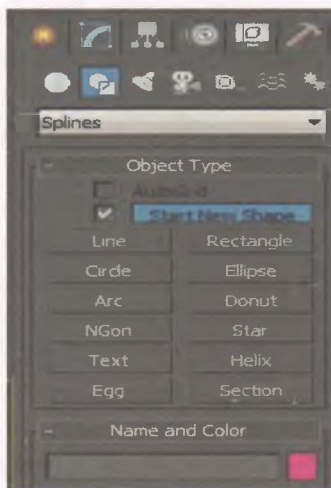 Splines
- Object Type
AutoGrid
Start New Shape
Line Rectangle
Circle Ellipse
Arc Donut
NGon Star
Text Helix
Egg Section
- Name and Color